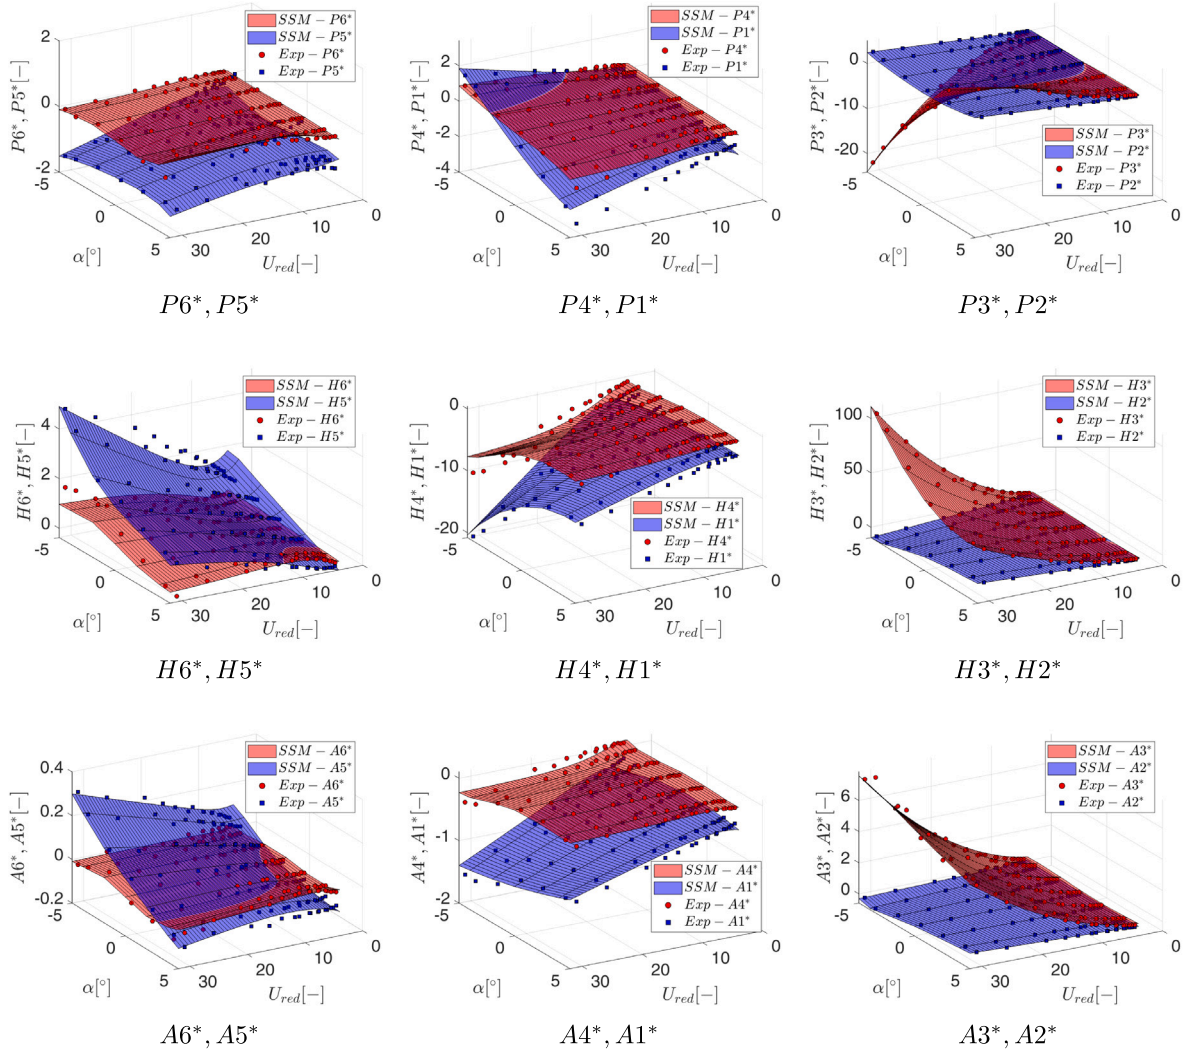 SSM − P6*
SSM − P5*
Exp − P6*
Exp − P5*
P6*, P5*[−]
2
0
-2
-5
0
5
α[°]
30
20
10
0
U_red[−]
P6*, P5*
SSM − P4*
SSM − P1*
Exp − P4*
Exp − P1*
P4*, P1*[−]
2
0
-2
-4
-5
0
5
α[°]
30
20
10
0
U_red[−]
P4*, P1*
SSM − P3*
SSM − P2*
Exp − P3*
Exp − P2*
P3*, P2*[−]
0
-10
-20
-5
0
5
α[°]
30
20
10
0
U_red[−]
P3*, P2*
SSM − H6*
SSM − H5*
Exp − H6*
Exp − H5*
H6*, H5*[−]
4
2
0
-5
0
5
α[°]
30
20
10
0
U_red[−]
H6*, H5*
SSM − H4*
SSM − H1*
Exp − H4*
Exp − H1*
H4*, H1*[−]
0
-10
-20
-5
0
5
α[°]
30
20
10
0
U_red[−]
H4*, H1*
SSM − H3*
SSM − H2*
Exp − H3*
Exp − H2*
H3*, H2*[−]
100
50
0
-5
0
5
α[°]
30
20
10
0
U_red[−]
H3*, H2*
SSM − A6*
SSM − A5*
Exp − A6*
Exp − A5*
A6*, A5*[−]
0.4
0.2
0
-0.2
-5
0
5
α[°]
30
20
10
0
U_red[−]
A6*, A5*
SSM − A4*
SSM − A1*
Exp − A4*
Exp − A1*
A4*, A1*[−]
0
-1
-2
-5
0
5
α[°]
30
20
10
0
U_red[−]
A4*, A1*
SSM − A3*
SSM − A2*
Exp − A3*
Exp − A2*
A3*, A2*[−]
6
4
2
0
-5
0
5
α[°]
30
20
10
0
U_red[−]
A3*, A2*